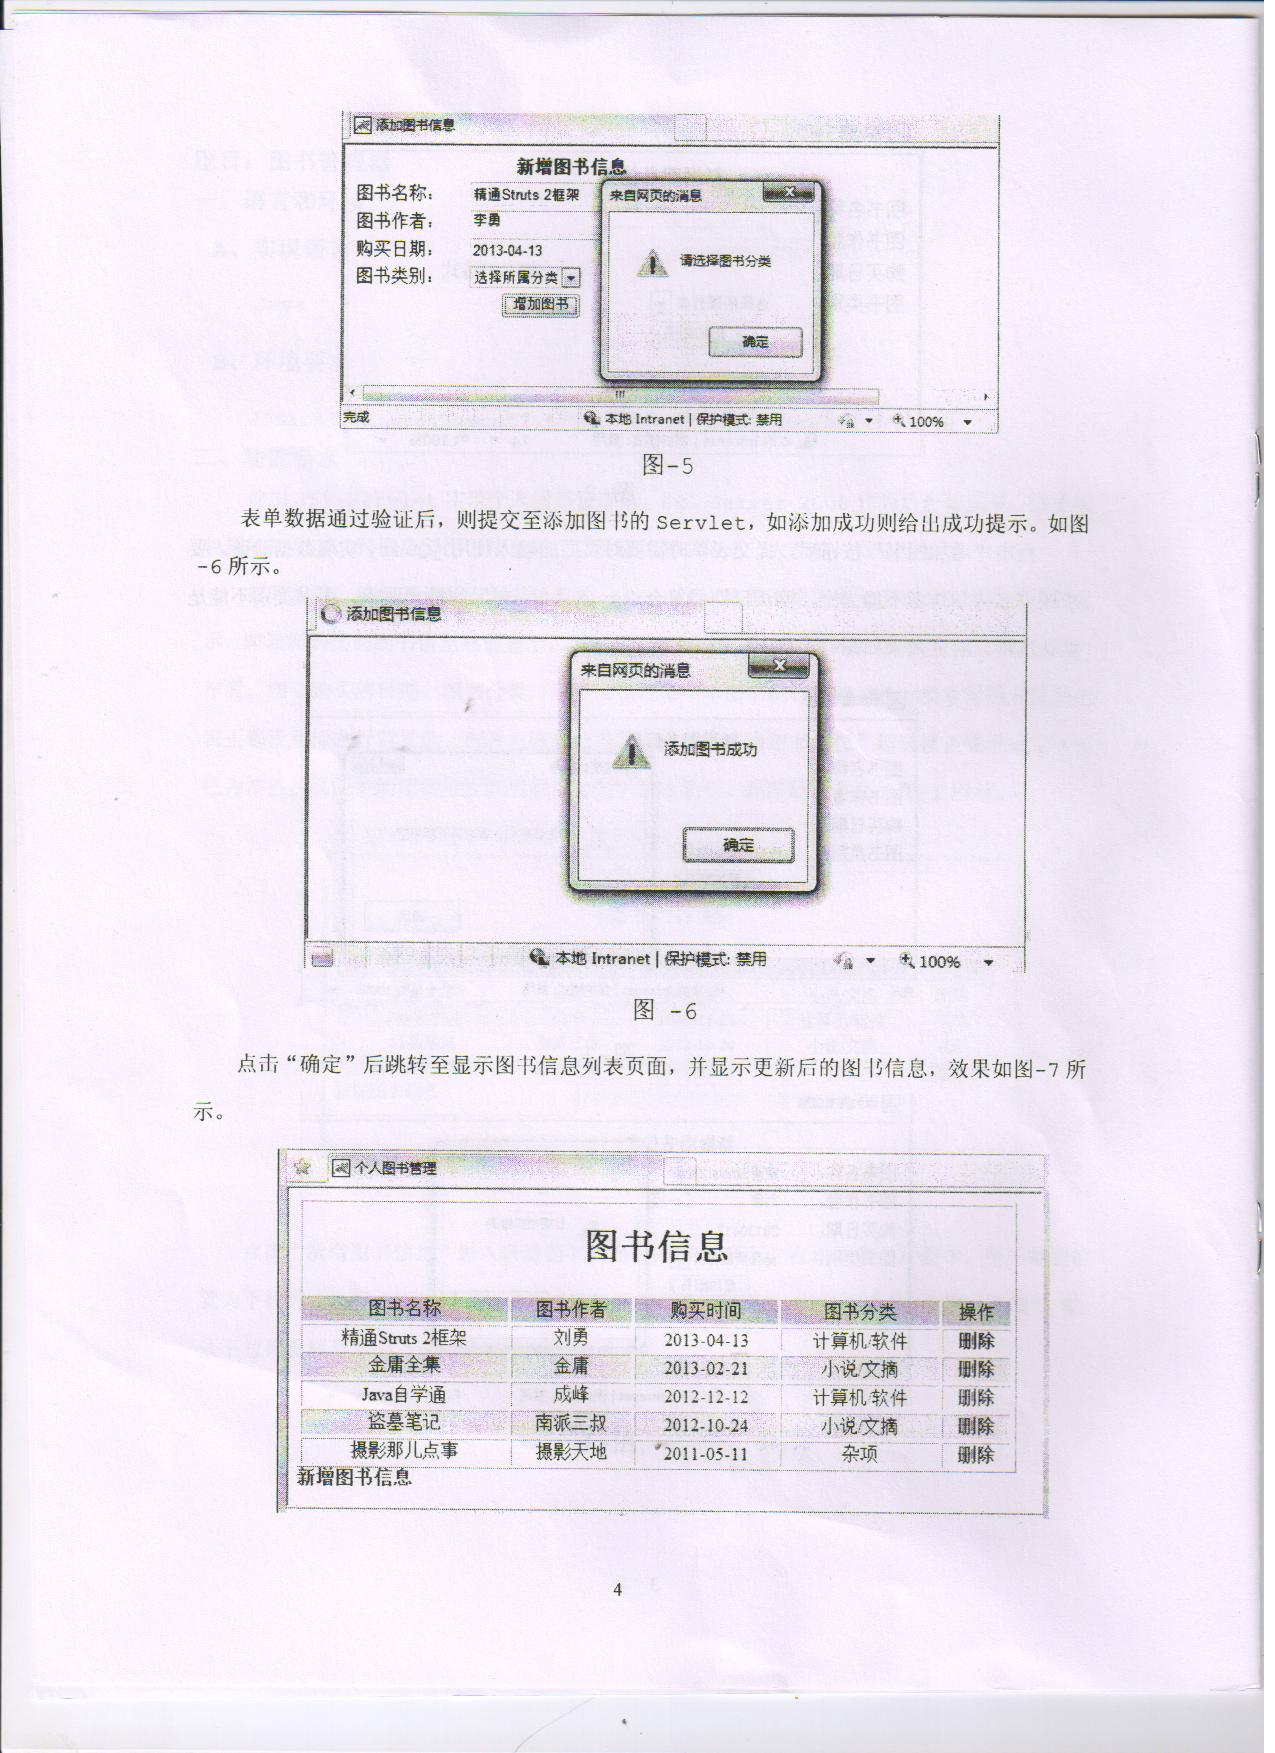 添加图书信息
新增图书信息
图书名称： 精通Struts 2框架
图书作者： 李勇
购买日期： 2013-04-13
图书类别： 选择所属分类
增加图书
来自网页的消息
请选择图书分类
确定
完成 本地 Intranet | 保护模式: 禁用 100%
图-5
表单数据通过验证后，则提交至添加图书的 Servlet，如添加成功则给出成功提示。如图
-6 所示。
添加图书信息
来自网页的消息
添加图书成功
确定
本地 Intranet | 保护模式: 禁用 100%
图 -6
点击“确定”后跳转至显示图书信息列表页面，并显示更新后的图书信息，效果如图-7 所
示。
个人图书管理
图书信息
图书名称 图书作者 购买时间 图书分类 操作
精通Struts 2框架 刘勇 2013-04-13 计算机/软件 删除
金庸全集 金庸 2013-02-21 小说/文摘 删除
Java自学通 成峰 2012-12-12 计算机/软件 删除
盗墓笔记 南派三叔 2012-10-24 小说/文摘 删除
摄影那儿点事 摄影天地 2011-05-11 杂项 删除
新增图书信息
4